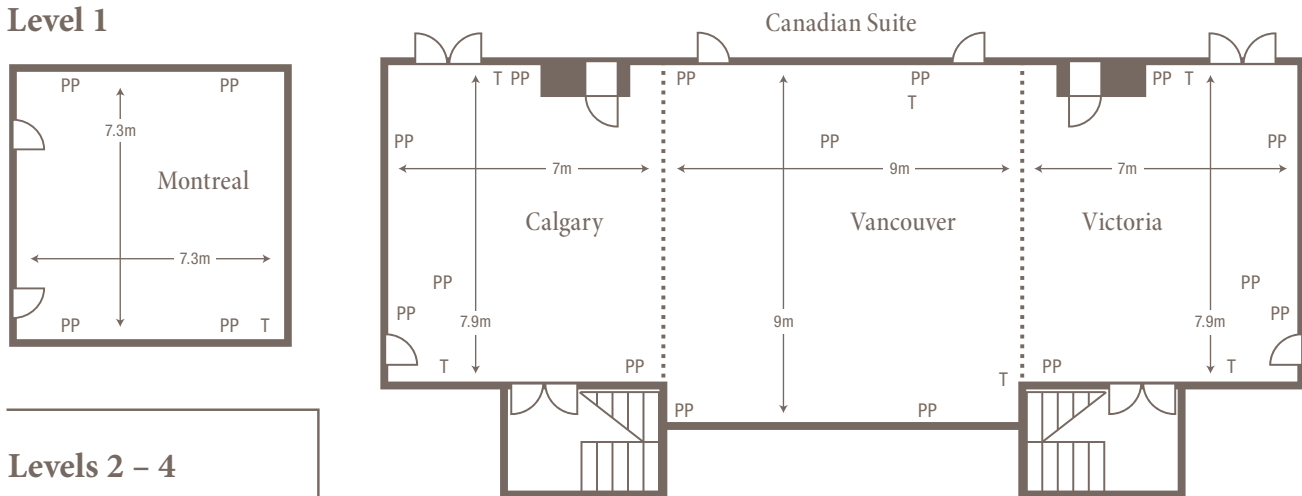 Level 1
Canadian Suite
PP PP
7.3m
Montreal
7.3m
PP PP T
T PP
PP
7m
Calgary
PP
PP
7.9m
T
PP
PP PP
T
PP
9m
Vancouver
9m
T
PP PP
PP T
PP
7m
Victoria
PP
PP
7.9m
PP
T
Levels 2 – 4